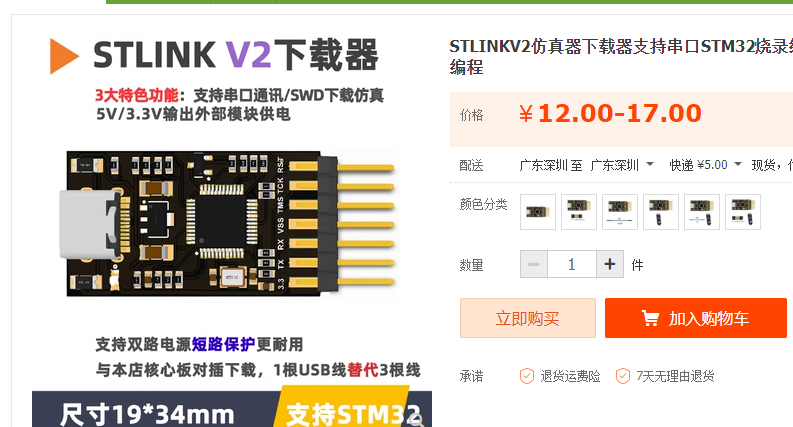 STLINK V2下载器
3大特色功能：支持串口通讯/SWD下载仿真
5V/3.3V输出外部模块供电
RST
TCK
TMS
VSS
RX
TX
3.3
支持双路电源短路保护更耐用
与本店核心板对插下载，1根USB线替代3根线
尺寸19*34mm
支持STM32
STLINKV2仿真器下载器支持串口STM32烧录
编程
价格
¥12.00-17.00
配送
广东深圳 至 广东深圳
快递 ¥5.00
现货，
颜色分类
数量
1
件
立即购买
加入购物车
承诺
退货运费险
7天无理由退货